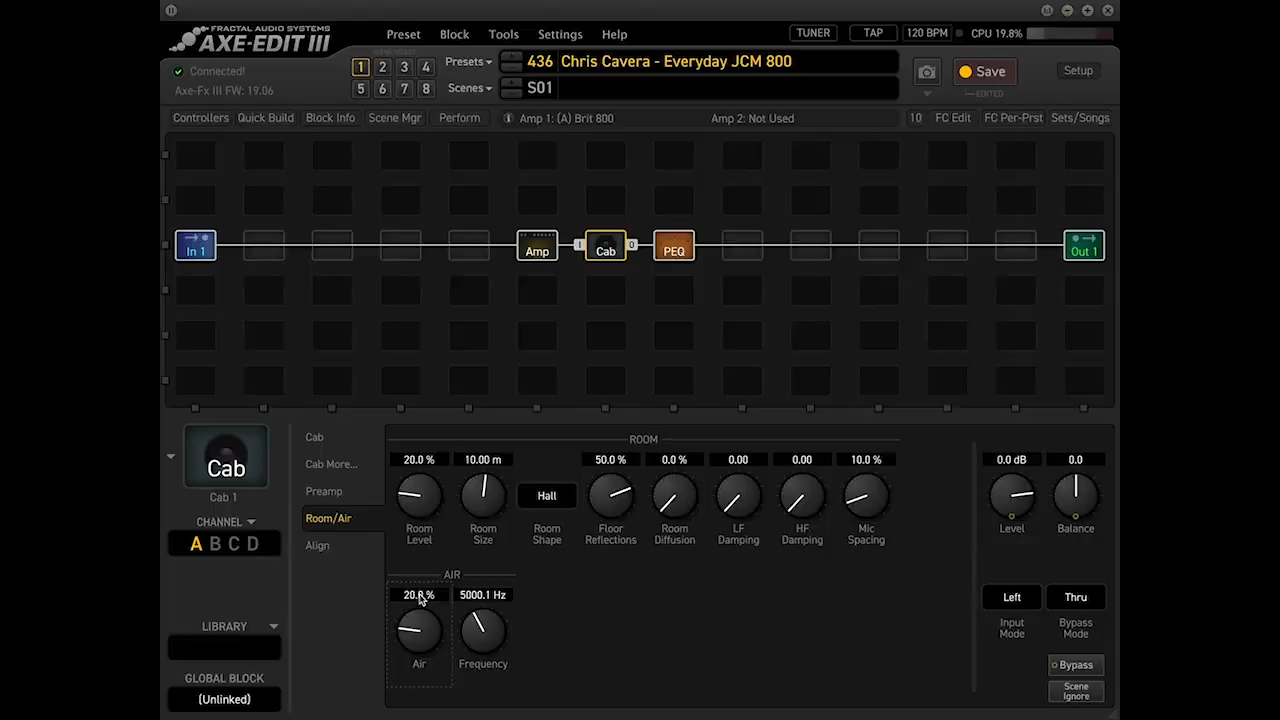 FRACTAL AUDIO SYSTEMS
AXE-EDIT III
Preset Block Tools Settings Help
TUNER TAP 120 BPM CPU 19.8%
Connected!
Axe-Fx III FW: 19.06
1 2 3 4
5 6 7 8
Presets 436 Chris Cavera - Everyday JCM 800
Scenes S01
Save
EDITED
Setup
Controllers Quick Build Block Info Scene Mgr Perform Amp 1: (A) Brit 800 Amp 2: Not Used 10 FC Edit FC Per-Prst Sets/Songs
In 1 Amp I Cab O PEQ Out 1
Cab
Cab 1
CHANNEL
A B C D
LIBRARY
GLOBAL BLOCK
(Unlinked)
Cab
Cab More...
Preamp
Room/Air
Align
ROOM
20.0 % 10.00 m 50.0 % 0.0 % 0.00 0.00 10.0 % 0.0 dB 0.0
Hall
Room Level
Room Size
Room Shape
Floor Reflections
Room Diffusion
LF Damping
HF Damping
Mic Spacing
Level
Balance
AIR
20.0 % 5000.1 Hz
Air Frequency
Left Thru
Input Mode
Bypass Mode
Bypass
Scene Ignore